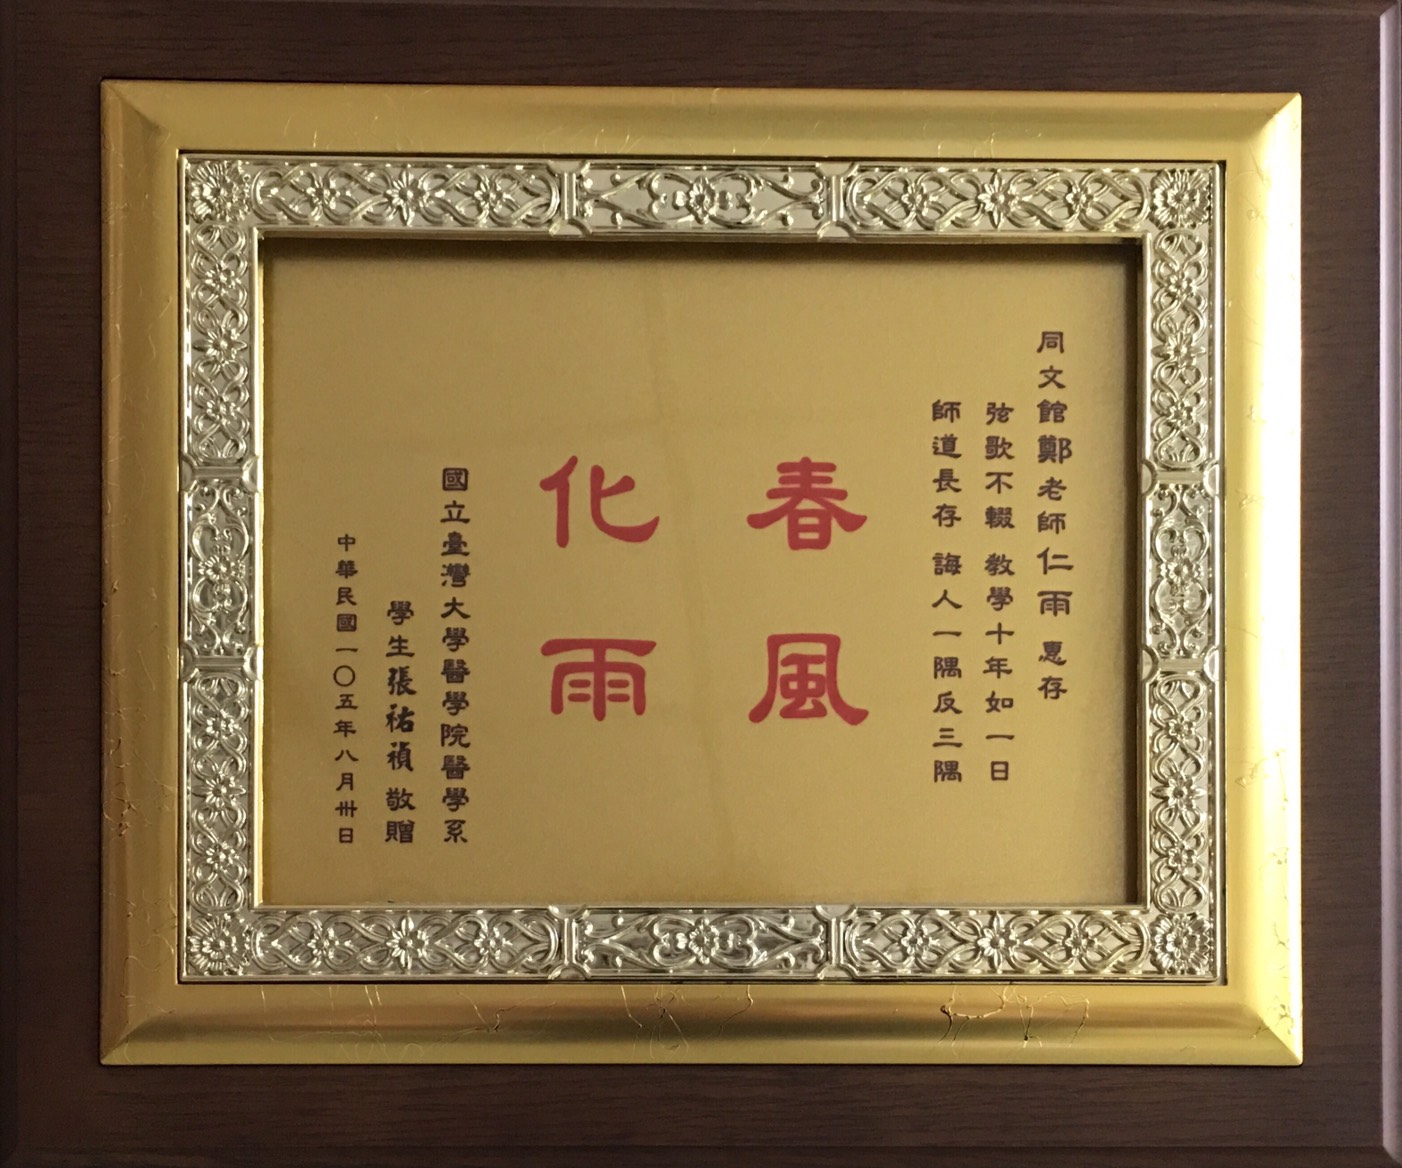 同文館鄭老師仁雨 惠存
弦歌不輟 教學十年如一日
師道長存 誨人一隅反三隅
春風
化雨
國立臺灣大學醫學院醫學系
學生張祐禎敬贈
中華民國一〇五年八月卅日